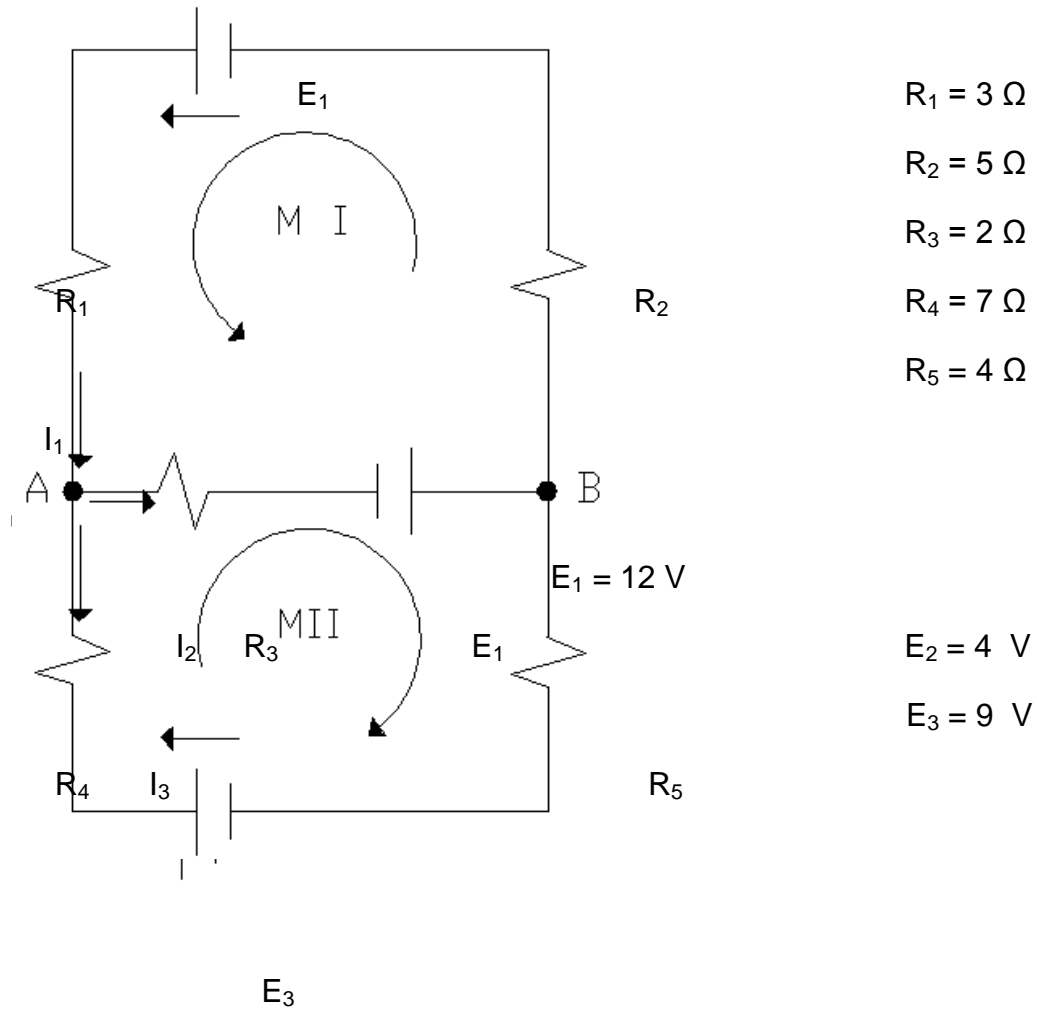 E₁
R₁ = 3 Ω
R₂ = 5 Ω
R₃ = 2 Ω
R₄ = 7 Ω
R₅ = 4 Ω
M I
R₁
R₂
I₁
A
B
E₁ = 12 V
MII
I₂ R₃ E₁
E₂ = 4 V
E₃ = 9 V
R₄ I₃ R₅
E₃